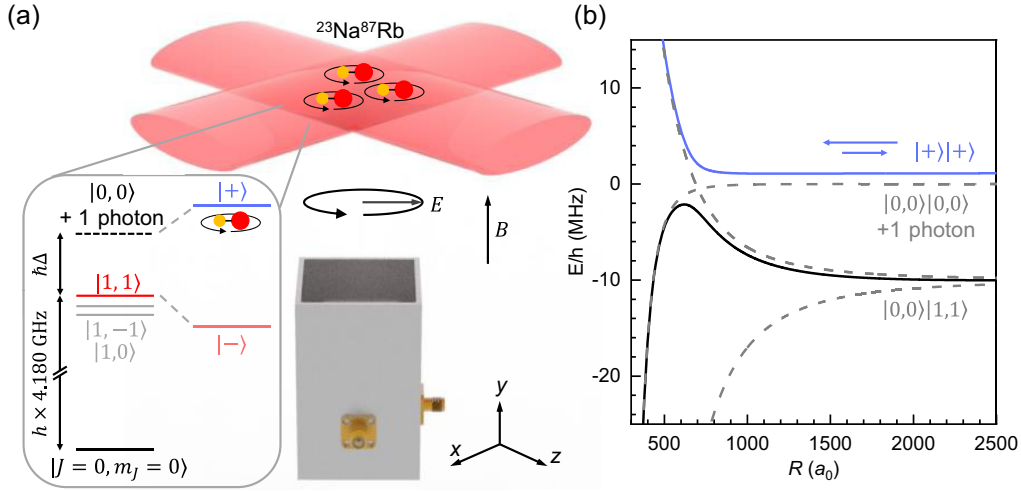 (a)
²³Na⁸⁷Rb
|0,0⟩
+ 1 photon
|+⟩
ℏΔ
|1,1⟩
|1,−1⟩
|1,0⟩
|−⟩
h × 4.180 GHz
|J = 0, m_J = 0⟩
E
B
y
x
z
(b)
E/h (MHz)
10
0
-10
-20
|+⟩|+⟩
|0,0⟩|0,0⟩
+1 photon
|0,0⟩|1,1⟩
500
1000
1500
2000
2500
R (a₀)